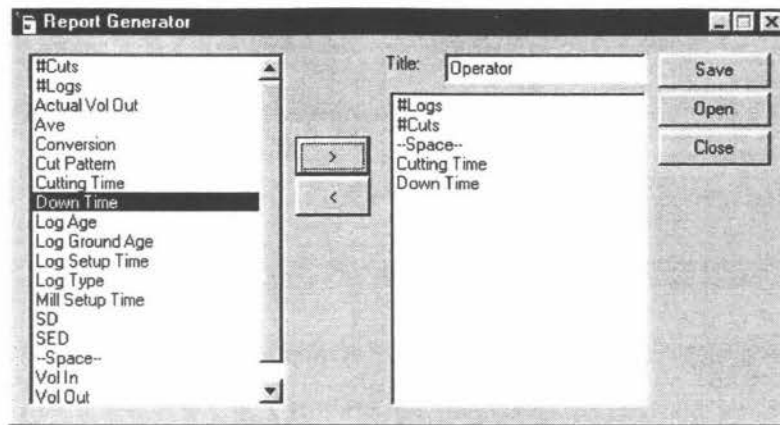 Report Generator
#Cuts
#Logs
Actual Vol Out
Ave
Conversion
Cut Pattern
Cutting Time
Down Time
Log Age
Log Ground Age
Log Setup Time
Log Type
Mill Setup Time
SD
SED
--Space--
Vol In
Vol Out
>
<
Title: Operator
#Logs
#Cuts
--Space--
Cutting Time
Down Time
Save
Open
Close